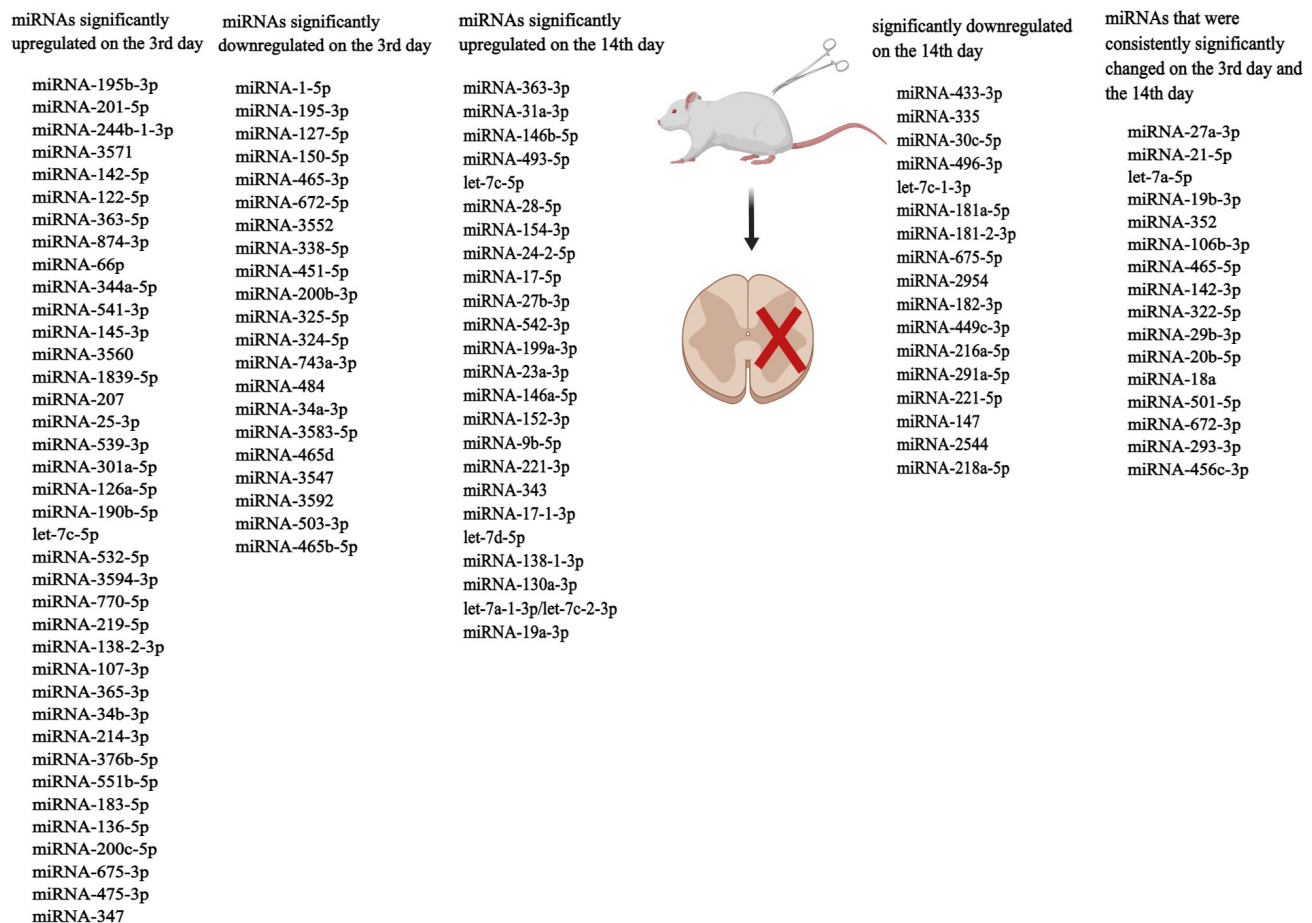 miRNAs significantly
upregulated on the 3rd day
miRNA-195b-3p
miRNA-201-5p
miRNA-244b-1-3p
miRNA-3571
miRNA-142-5p
miRNA-122-5p
miRNA-363-5p
miRNA-874-3p
miRNA-66p
miRNA-344a-5p
miRNA-541-3p
miRNA-145-3p
miRNA-3560
miRNA-1839-5p
miRNA-207
miRNA-25-3p
miRNA-539-3p
miRNA-301a-5p
miRNA-126a-5p
miRNA-190b-5p
let-7c-5p
miRNA-532-5p
miRNA-3594-3p
miRNA-770-5p
miRNA-219-5p
miRNA-138-2-3p
miRNA-107-3p
miRNA-365-3p
miRNA-34b-3p
miRNA-214-3p
miRNA-376b-5p
miRNA-551b-5p
miRNA-183-5p
miRNA-136-5p
miRNA-200c-5p
miRNA-675-3p
miRNA-475-3p
miRNA-347
miRNAs significantly
downregulated on the 3rd day
miRNA-1-5p
miRNA-195-3p
miRNA-127-5p
miRNA-150-5p
miRNA-465-3p
miRNA-672-5p
miRNA-3552
miRNA-338-5p
miRNA-451-5p
miRNA-200b-3p
miRNA-325-5p
miRNA-324-5p
miRNA-743a-3p
miRNA-484
miRNA-34a-3p
miRNA-3583-5p
miRNA-465d
miRNA-3547
miRNA-3592
miRNA-503-3p
miRNA-465b-5p
miRNAs significantly
upregulated on the 14th day
miRNA-363-3p
miRNA-31a-3p
miRNA-146b-5p
miRNA-493-5p
let-7c-5p
miRNA-28-5p
miRNA-154-3p
miRNA-24-2-5p
miRNA-17-5p
miRNA-27b-3p
miRNA-542-3p
miRNA-199a-3p
miRNA-23a-3p
miRNA-146a-5p
miRNA-152-3p
miRNA-9b-5p
miRNA-221-3p
miRNA-343
miRNA-17-1-3p
let-7d-5p
miRNA-138-1-3p
miRNA-130a-3p
let-7a-1-3p/let-7c-2-3p
miRNA-19a-3p
significantly downregulated
on the 14th day
miRNA-433-3p
miRNA-335
miRNA-30c-5p
miRNA-496-3p
let-7c-1-3p
miRNA-181a-5p
miRNA-181-2-3p
miRNA-675-5p
miRNA-2954
miRNA-182-3p
miRNA-449c-3p
miRNA-216a-5p
miRNA-291a-5p
miRNA-221-5p
miRNA-147
miRNA-2544
miRNA-218a-5p
miRNAs that were
consistently significantly
changed on the 3rd day and
the 14th day
miRNA-27a-3p
miRNA-21-5p
let-7a-5p
miRNA-19b-3p
miRNA-352
miRNA-106b-3p
miRNA-465-5p
miRNA-142-3p
miRNA-322-5p
miRNA-29b-3p
miRNA-20b-5p
miRNA-18a
miRNA-501-5p
miRNA-672-3p
miRNA-293-3p
miRNA-456c-3p